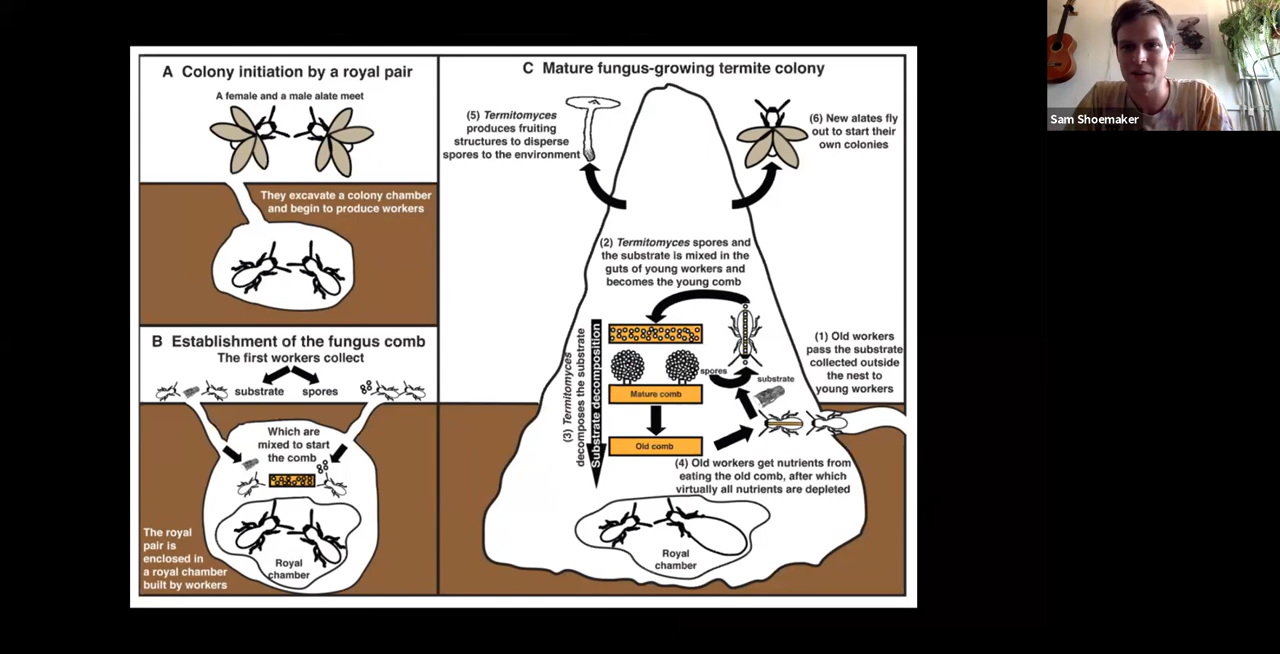 A Colony initiation by a royal pair
A female and a male alate meet
They excavate a colony chamber
and begin to produce workers
B Establishment of the fungus comb
The first workers collect
substrate
spores
Which are
mixed to start
the comb
The royal
pair is
enclosed in
a royal chamber
built by workers
Royal
chamber
C Mature fungus-growing termite colony
(5) Termitomyces
produces fruiting
structures to disperse
spores to the environment
(6) New alates fly
out to start their
own colonies
(2) Termitomyces spores and
the substrate is mixed in the
guts of young workers and
becomes the young comb
(1) Old workers
pass the substrate
collected outside
the nest to
young workers
(3) Termitomyces
decomposes the substrate
Substrate decomposition
spores
substrate
Mature comb
Old comb
(4) Old workers get nutrients from
eating the old comb, after which
virtually all nutrients are depleted
Royal
chamber
Sam Shoemaker